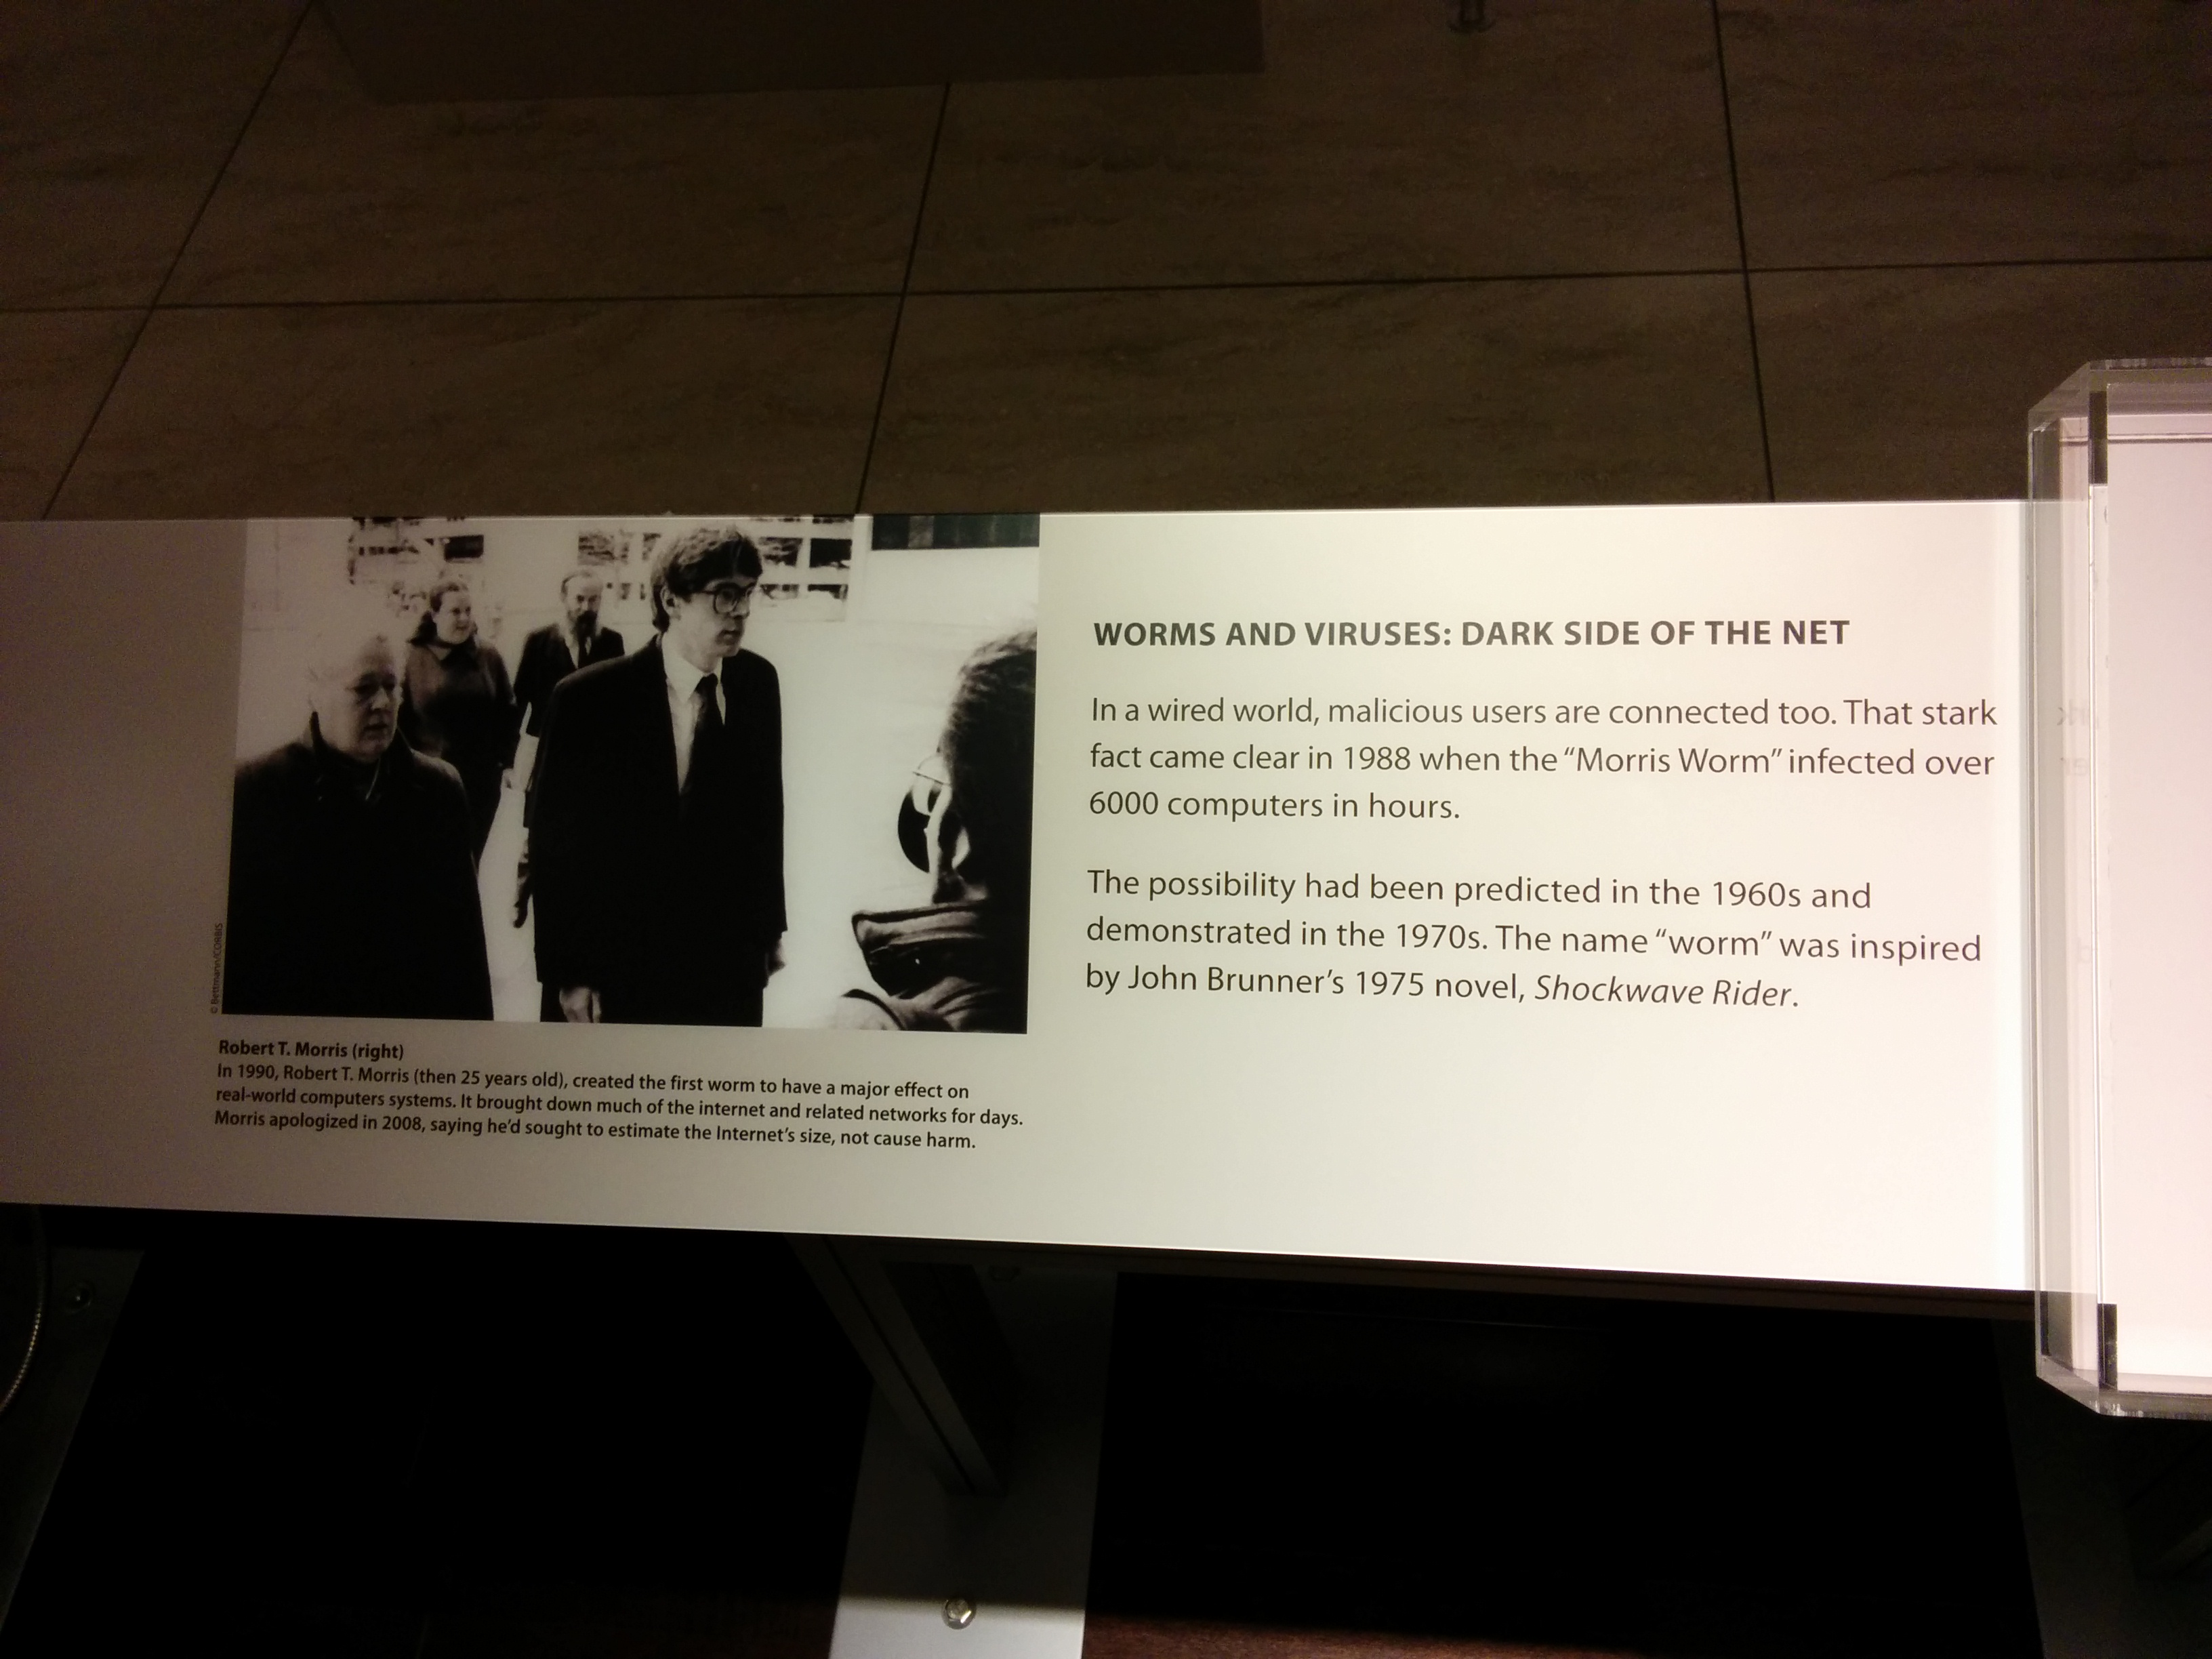 WORMS AND VIRUSES: DARK SIDE OF THE NET
In a wired world, malicious users are connected too. That stark
fact came clear in 1988 when the “Morris Worm” infected over
6000 computers in hours.
The possibility had been predicted in the 1960s and
demonstrated in the 1970s. The name “worm” was inspired
by John Brunner’s 1975 novel, Shockwave Rider.
© Bettmann/CORBIS
Robert T. Morris (right)
In 1990, Robert T. Morris (then 25 years old), created the first worm to have a major effect on
real-world computers systems. It brought down much of the internet and related networks for days.
Morris apologized in 2008, saying he’d sought to estimate the Internet’s size, not cause harm.